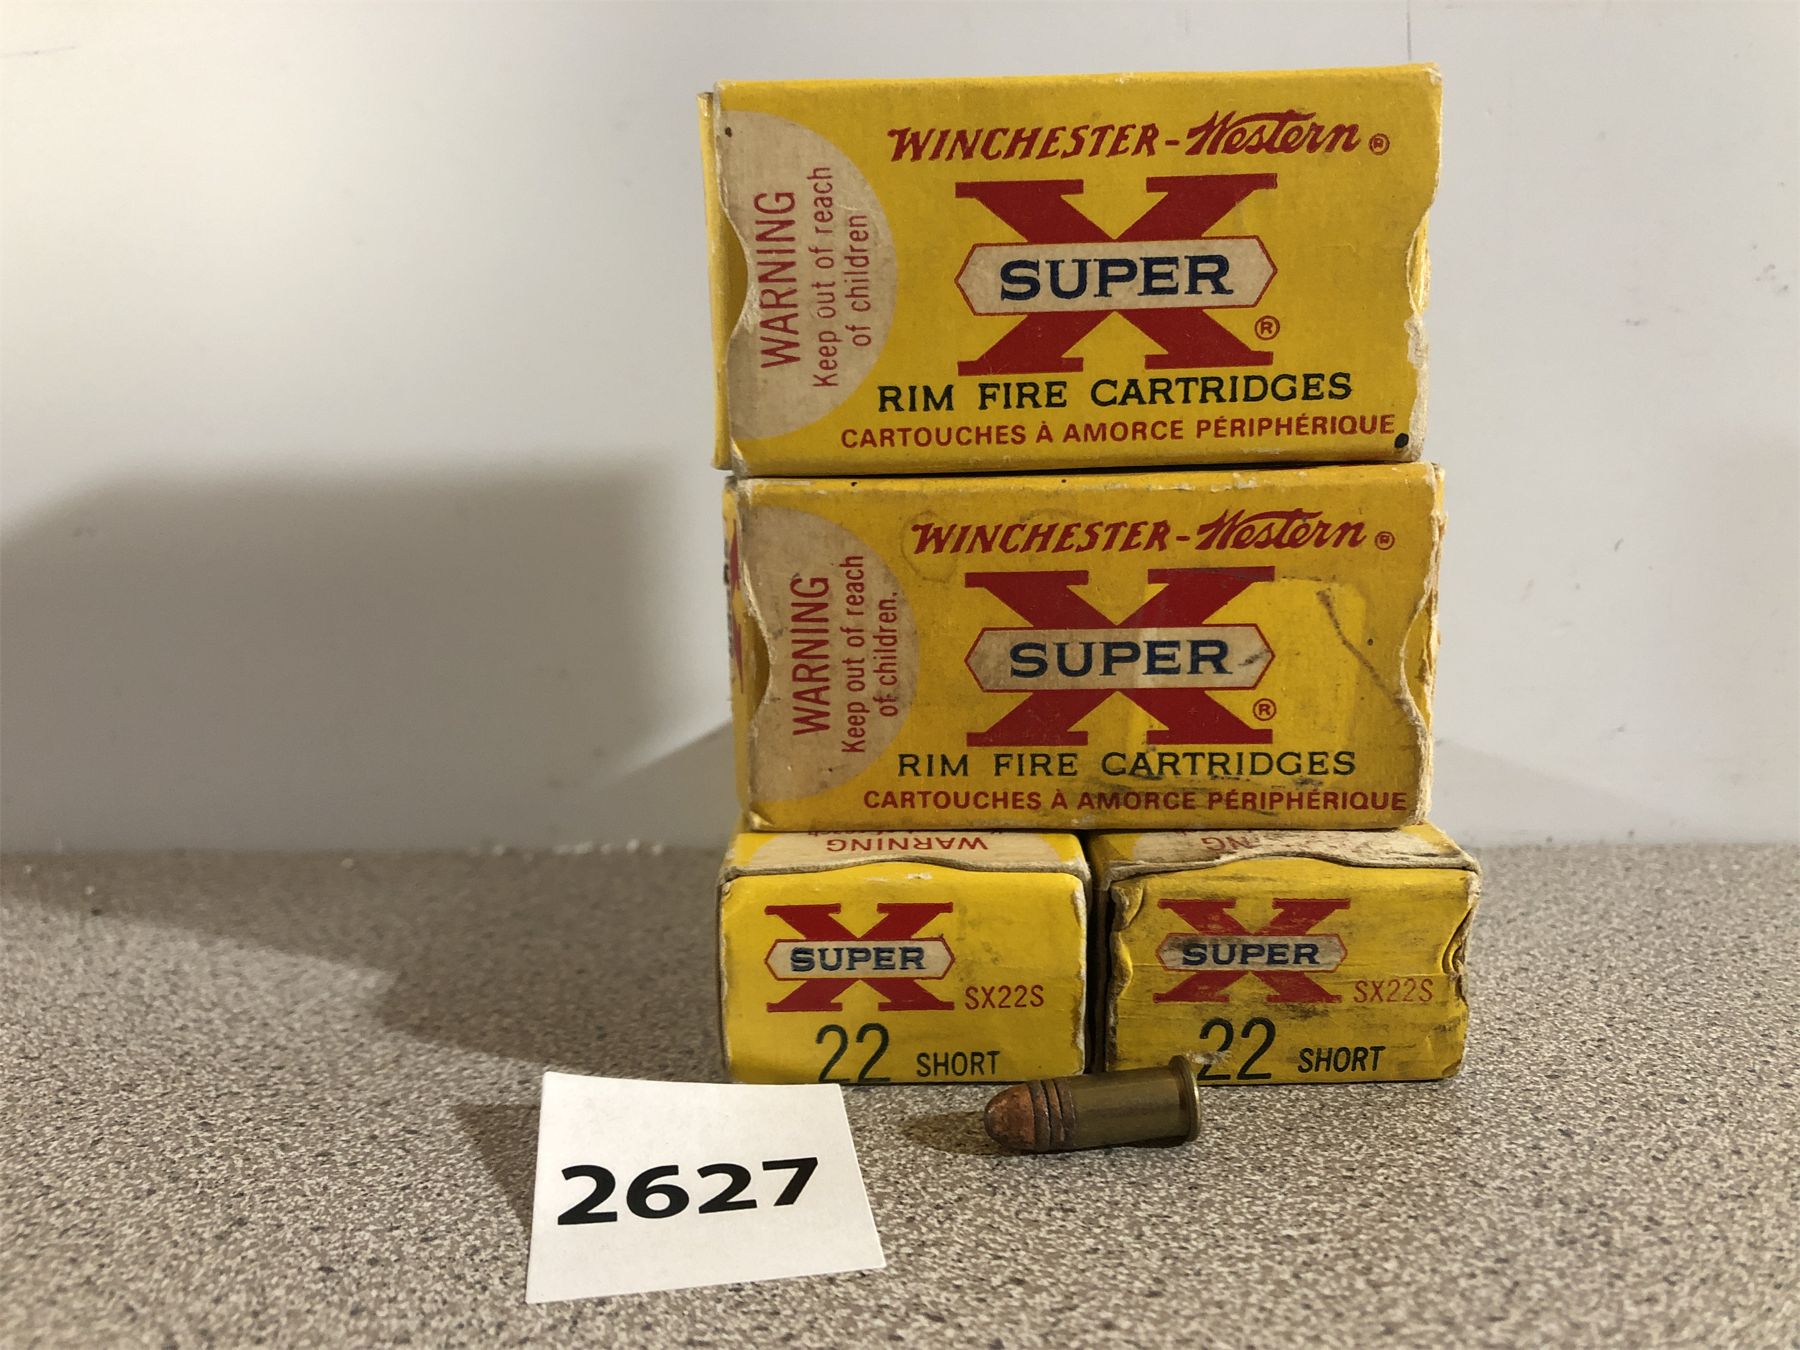 WARNING
Keep out of reach
of children
WINCHESTER-Western ®
X
SUPER
®
RIM FIRE CARTRIDGES
CARTOUCHES À AMORCE PÉRIPHÉRIQUE
WARNING
Keep out of reach
of children.
WINCHESTER-Western ®
X
SUPER
®
RIM FIRE CARTRIDGES
CARTOUCHES À AMORCE PÉRIPHÉRIQUE
WARNING
X
SUPER
SX22S
22 SHORT
X
SUPER
SX22S
22 SHORT
2627